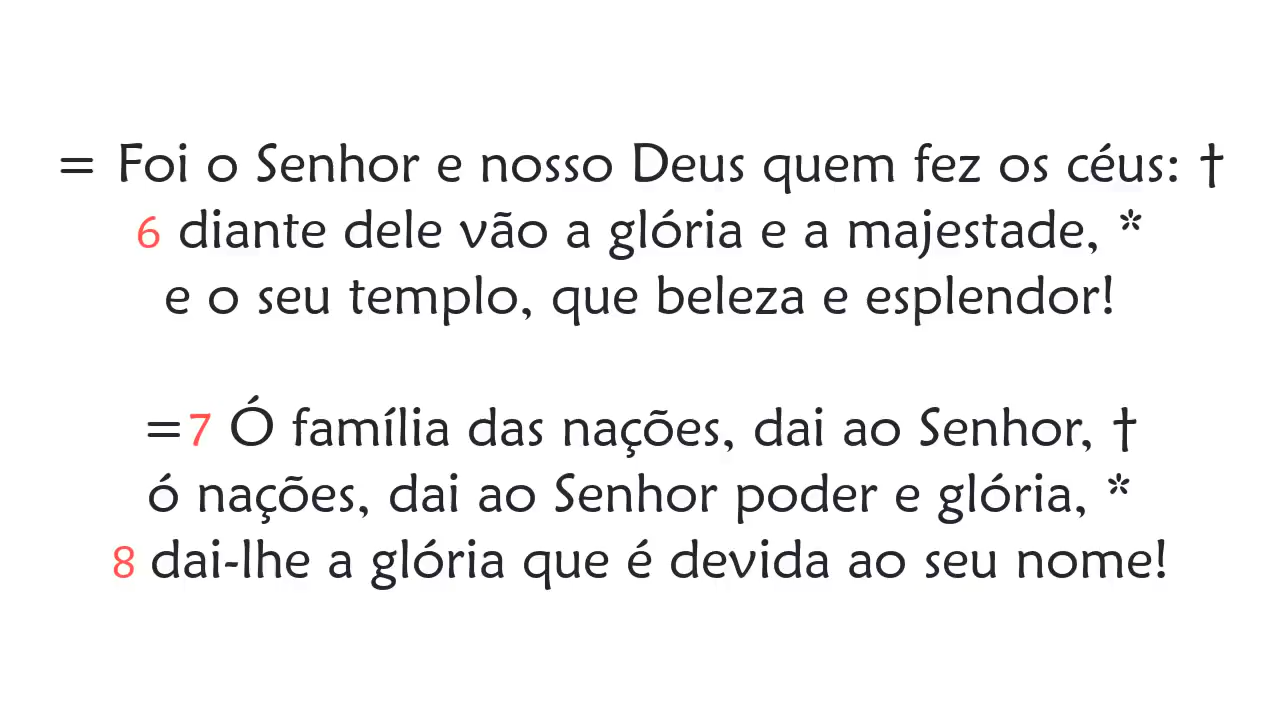 = Foi o Senhor e nosso Deus quem fez os céus: †
6 diante dele vão a glória e a majestade, *
e o seu templo, que beleza e esplendor!
=7 Ó família das nações, dai ao Senhor, †
ó nações, dai ao Senhor poder e glória, *
8 dai-lhe a glória que é devida ao seu nome!